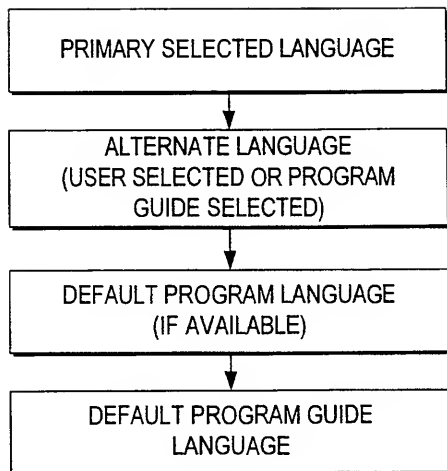 PRIMARY SELECTED LANGUAGE
ALTERNATE LANGUAGE
(USER SELECTED OR PROGRAM
GUIDE SELECTED)
DEFAULT PROGRAM LANGUAGE
(IF AVAILABLE)
DEFAULT PROGRAM GUIDE
LANGUAGE